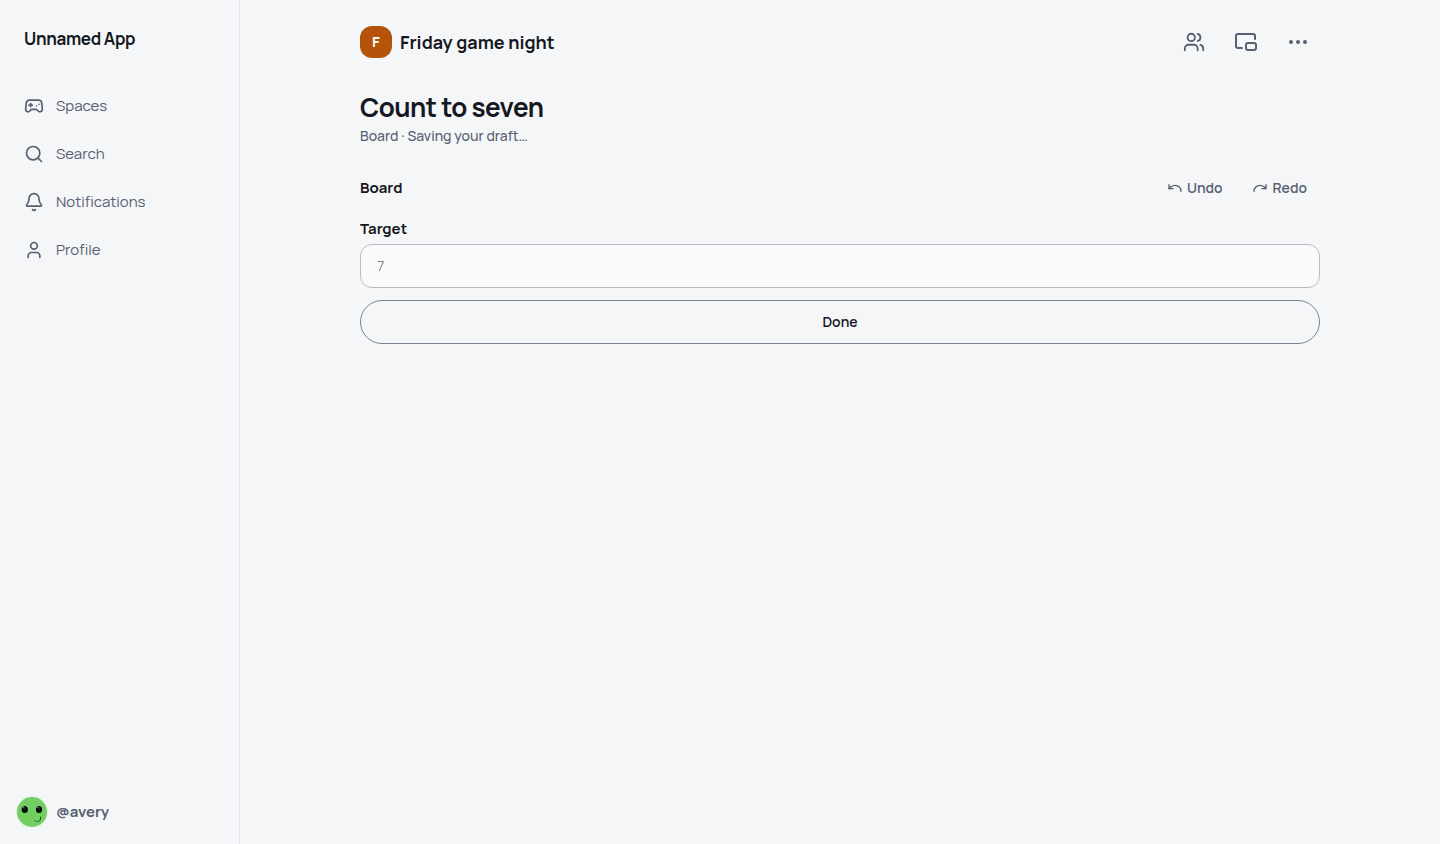 Unnamed App
Spaces
Search
Notifications
Profile
@avery
F Friday game night
Count to seven
Board · Saving your draft…
Board Undo Redo
Target
7
Done